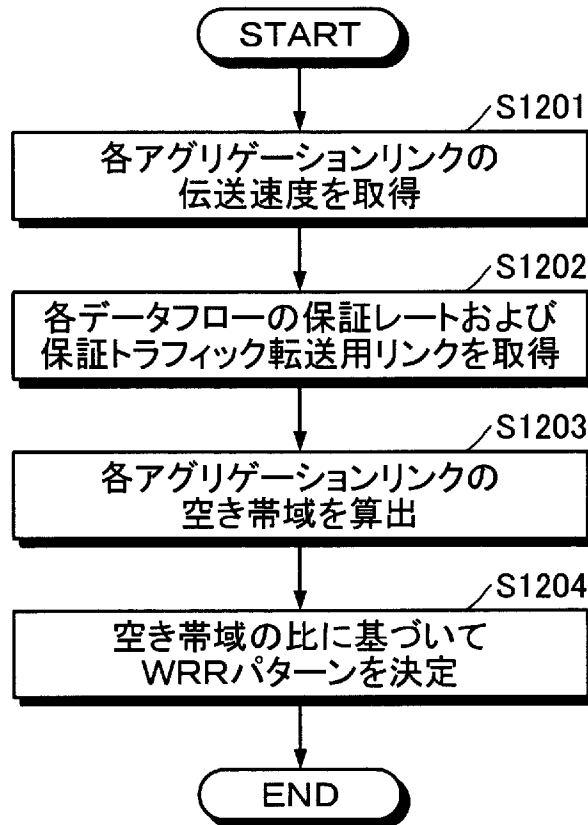 START
S1201
各アグリゲーションリンクの
伝送速度を取得
S1202
各データフローの保証レートおよび
保証トラフィック転送用リンクを取得
S1203
各アグリゲーションリンクの
空き帯域を算出
S1204
空き帯域の比に基づいて
WRRパターンを決定
END